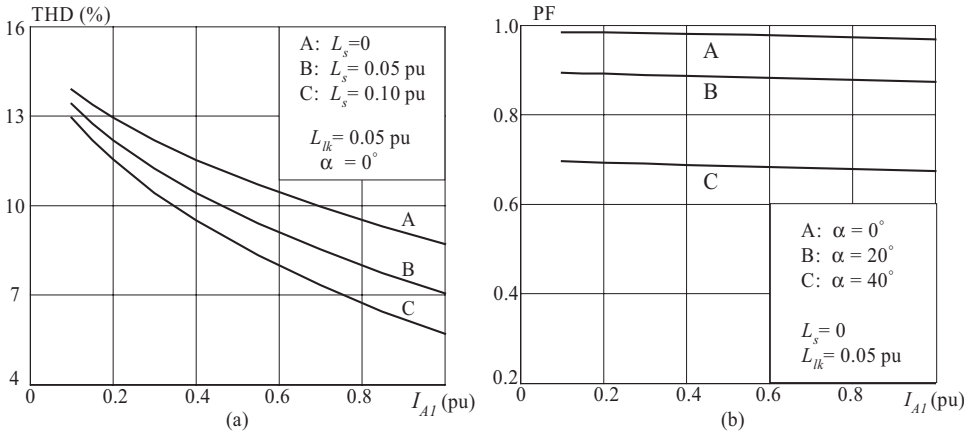 THD (%)
16
13
10
7
4
A: L_s=0
B: L_s= 0.05 pu
C: L_s= 0.10 pu
L_lk= 0.05 pu
α = 0°
A
B
C
0 0.2 0.4 0.6 0.8 I_A1 (pu)
(a)
PF
1.0
0.8
0.6
0.4
0.2
A
B
C
A: α = 0°
B: α = 20°
C: α = 40°
L_s= 0
L_lk= 0.05 pu
0 0.2 0.4 0.6 0.8 I_A1 (pu)
(b)